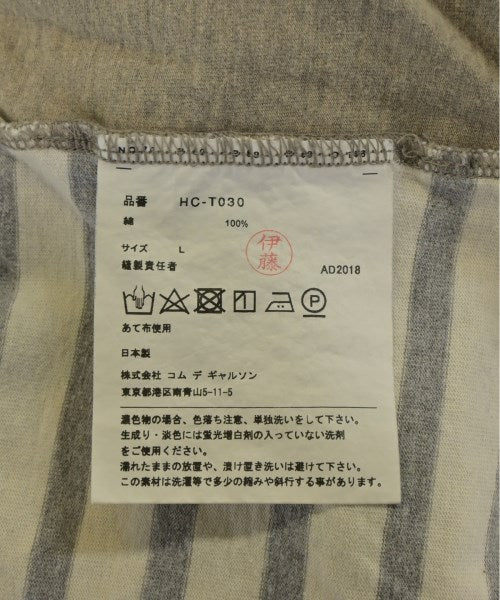 品番 HC-T030
綿 100%
サイズ L
縫製責任者 伊藤 AD2018
あて布使用
日本製
株式会社 コム デ ギャルソン
東京都港区南青山5-11-5
濃色物の場合、色落ち注意、単独洗いをして下さい。
生成り・淡色には蛍光増白剤の入っていない洗剤
をご使用ください。
濡れたままの放置や、漬け置き洗いは避けて下さい。
この素材は洗濯等で多少の縮みや斜行する事があります。